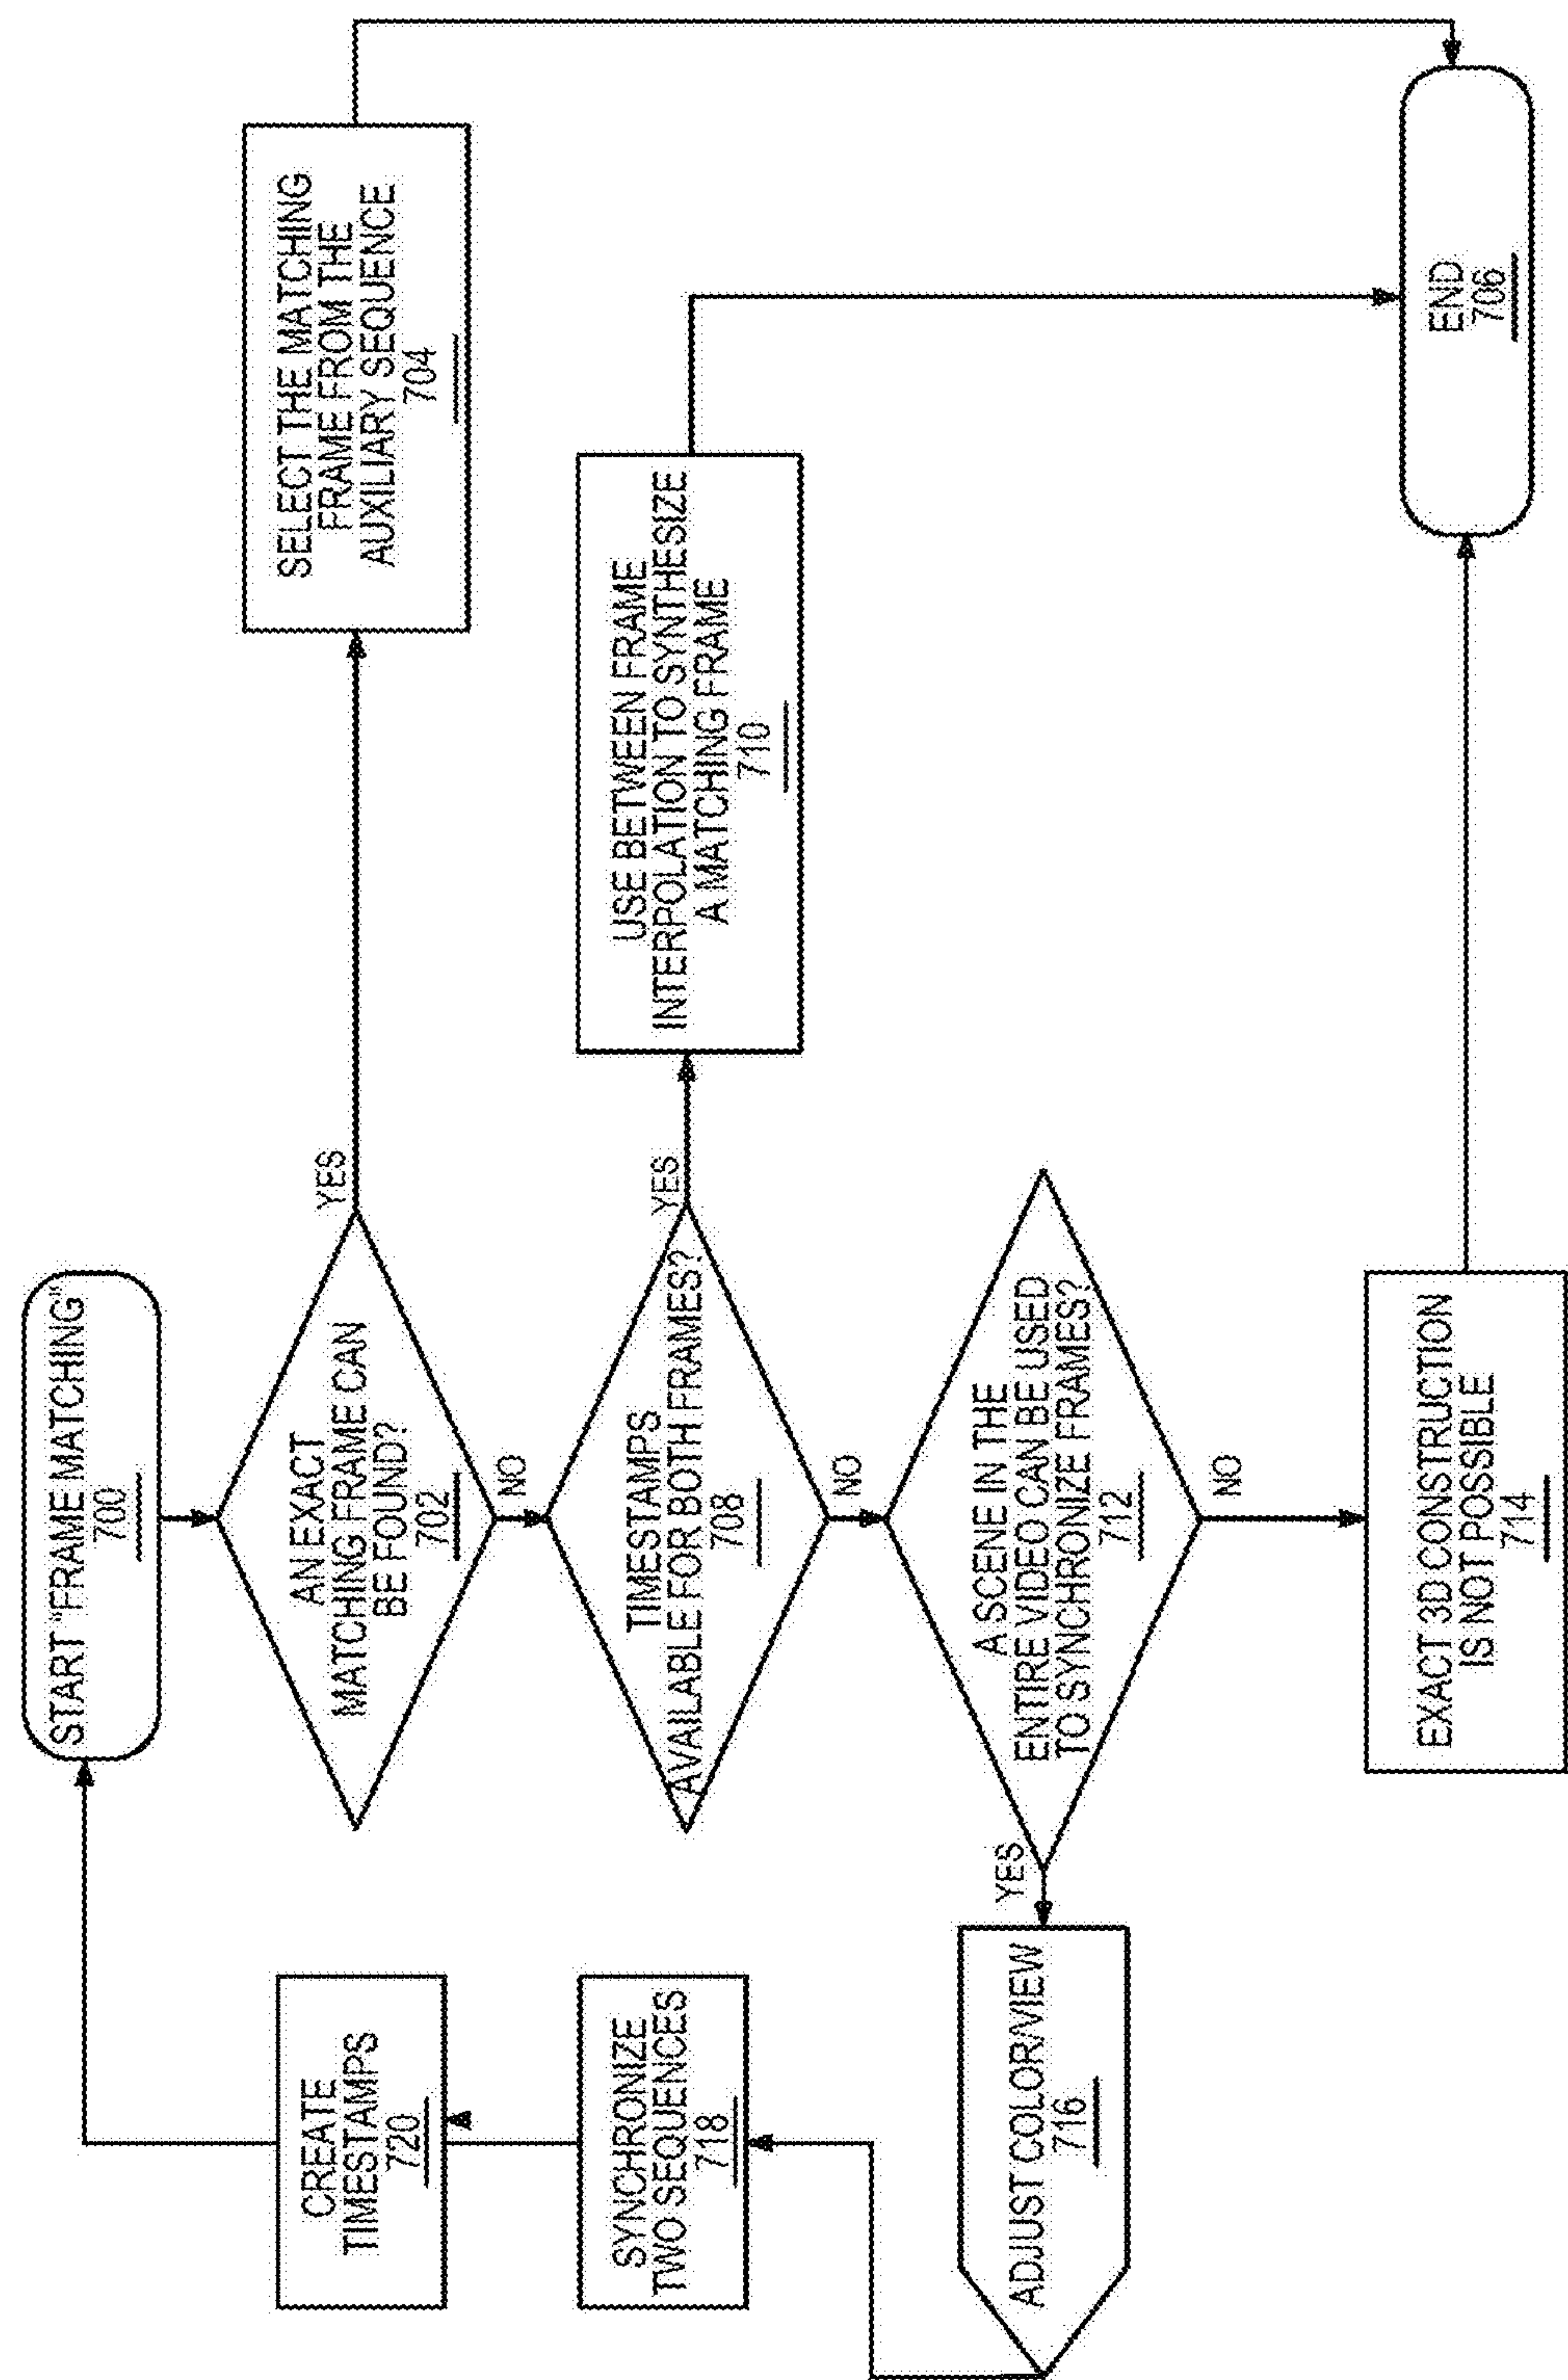 START "FRAME MATCHING"
700
AN EXACT
MATCHING FRAME CAN
BE FOUND?
702
YES
NO
SELECT THE MATCHING
FRAME FROM THE
AUXILIARY SEQUENCE
704
TIMESTAMPS
AVAILABLE FOR BOTH FRAMES?
708
YES
NO
USE BETWEEN FRAME
INTERPOLATION TO SYNTHESIZE
A MATCHING FRAME
710
A SCENE IN THE
ENTIRE VIDEO CAN BE USED
TO SYNCHRONIZE FRAMES?
712
YES
NO
ADJUST COLOR/VIEW
716
SYNCHRONIZE
TWO SEQUENCES
718
CREATE
TIMESTAMPS
720
EXACT 3D CONSTRUCTION
IS NOT POSSIBLE
714
END
706